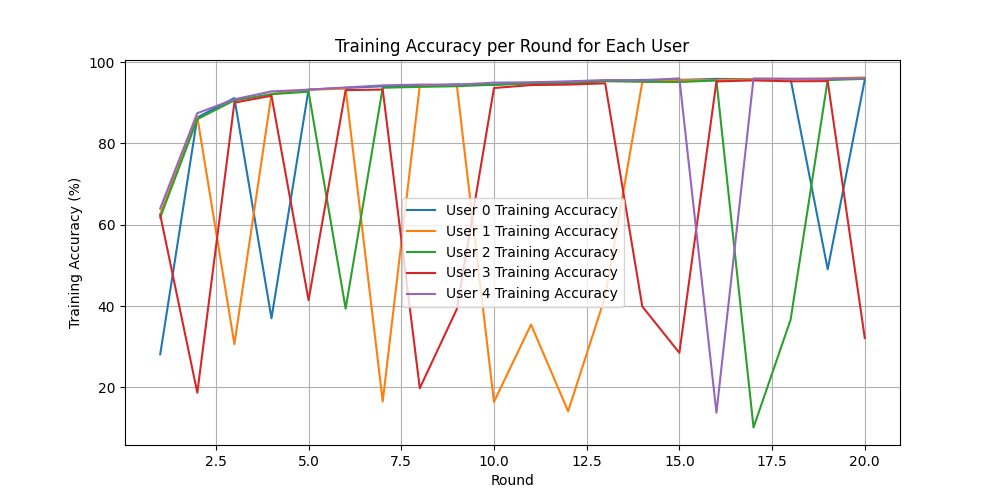 Training Accuracy per Round for Each User
Training Accuracy (%)
100
80
60
40
20
User 0 Training Accuracy
User 1 Training Accuracy
User 2 Training Accuracy
User 3 Training Accuracy
User 4 Training Accuracy
2.5 5.0 7.5 10.0 12.5 15.0 17.5 20.0
Round